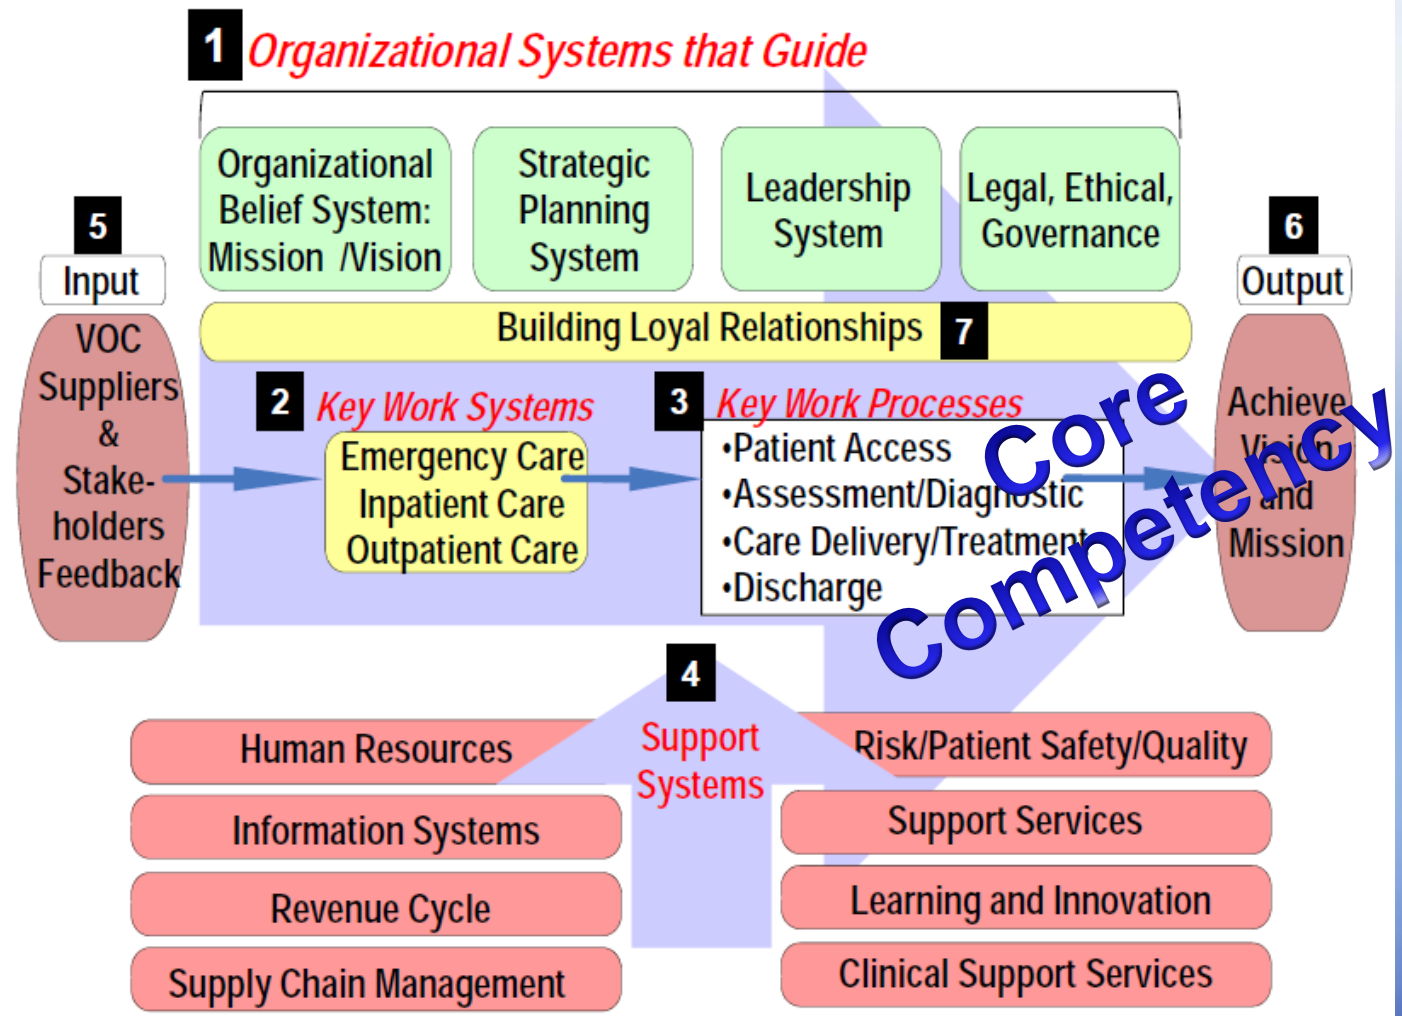 1 Organizational Systems that Guide
Organizational
Belief System:
Mission /Vision
Strategic
Planning
System
Leadership
System
Legal, Ethical,
Governance
5
Input
VOC
Suppliers
&
Stake-
holders
Feedback
6
Output
Achieve
Vision
and
Mission
Building Loyal Relationships 7
2 Key Work Systems
Emergency Care
Inpatient Care
Outpatient Care
3 Key Work Processes
•Patient Access
•Assessment/Diagnostic
•Care Delivery/Treatment
•Discharge
Core
Competency
4
Support
Systems
Human Resources
Information Systems
Revenue Cycle
Supply Chain Management
Risk/Patient Safety/Quality
Support Services
Learning and Innovation
Clinical Support Services